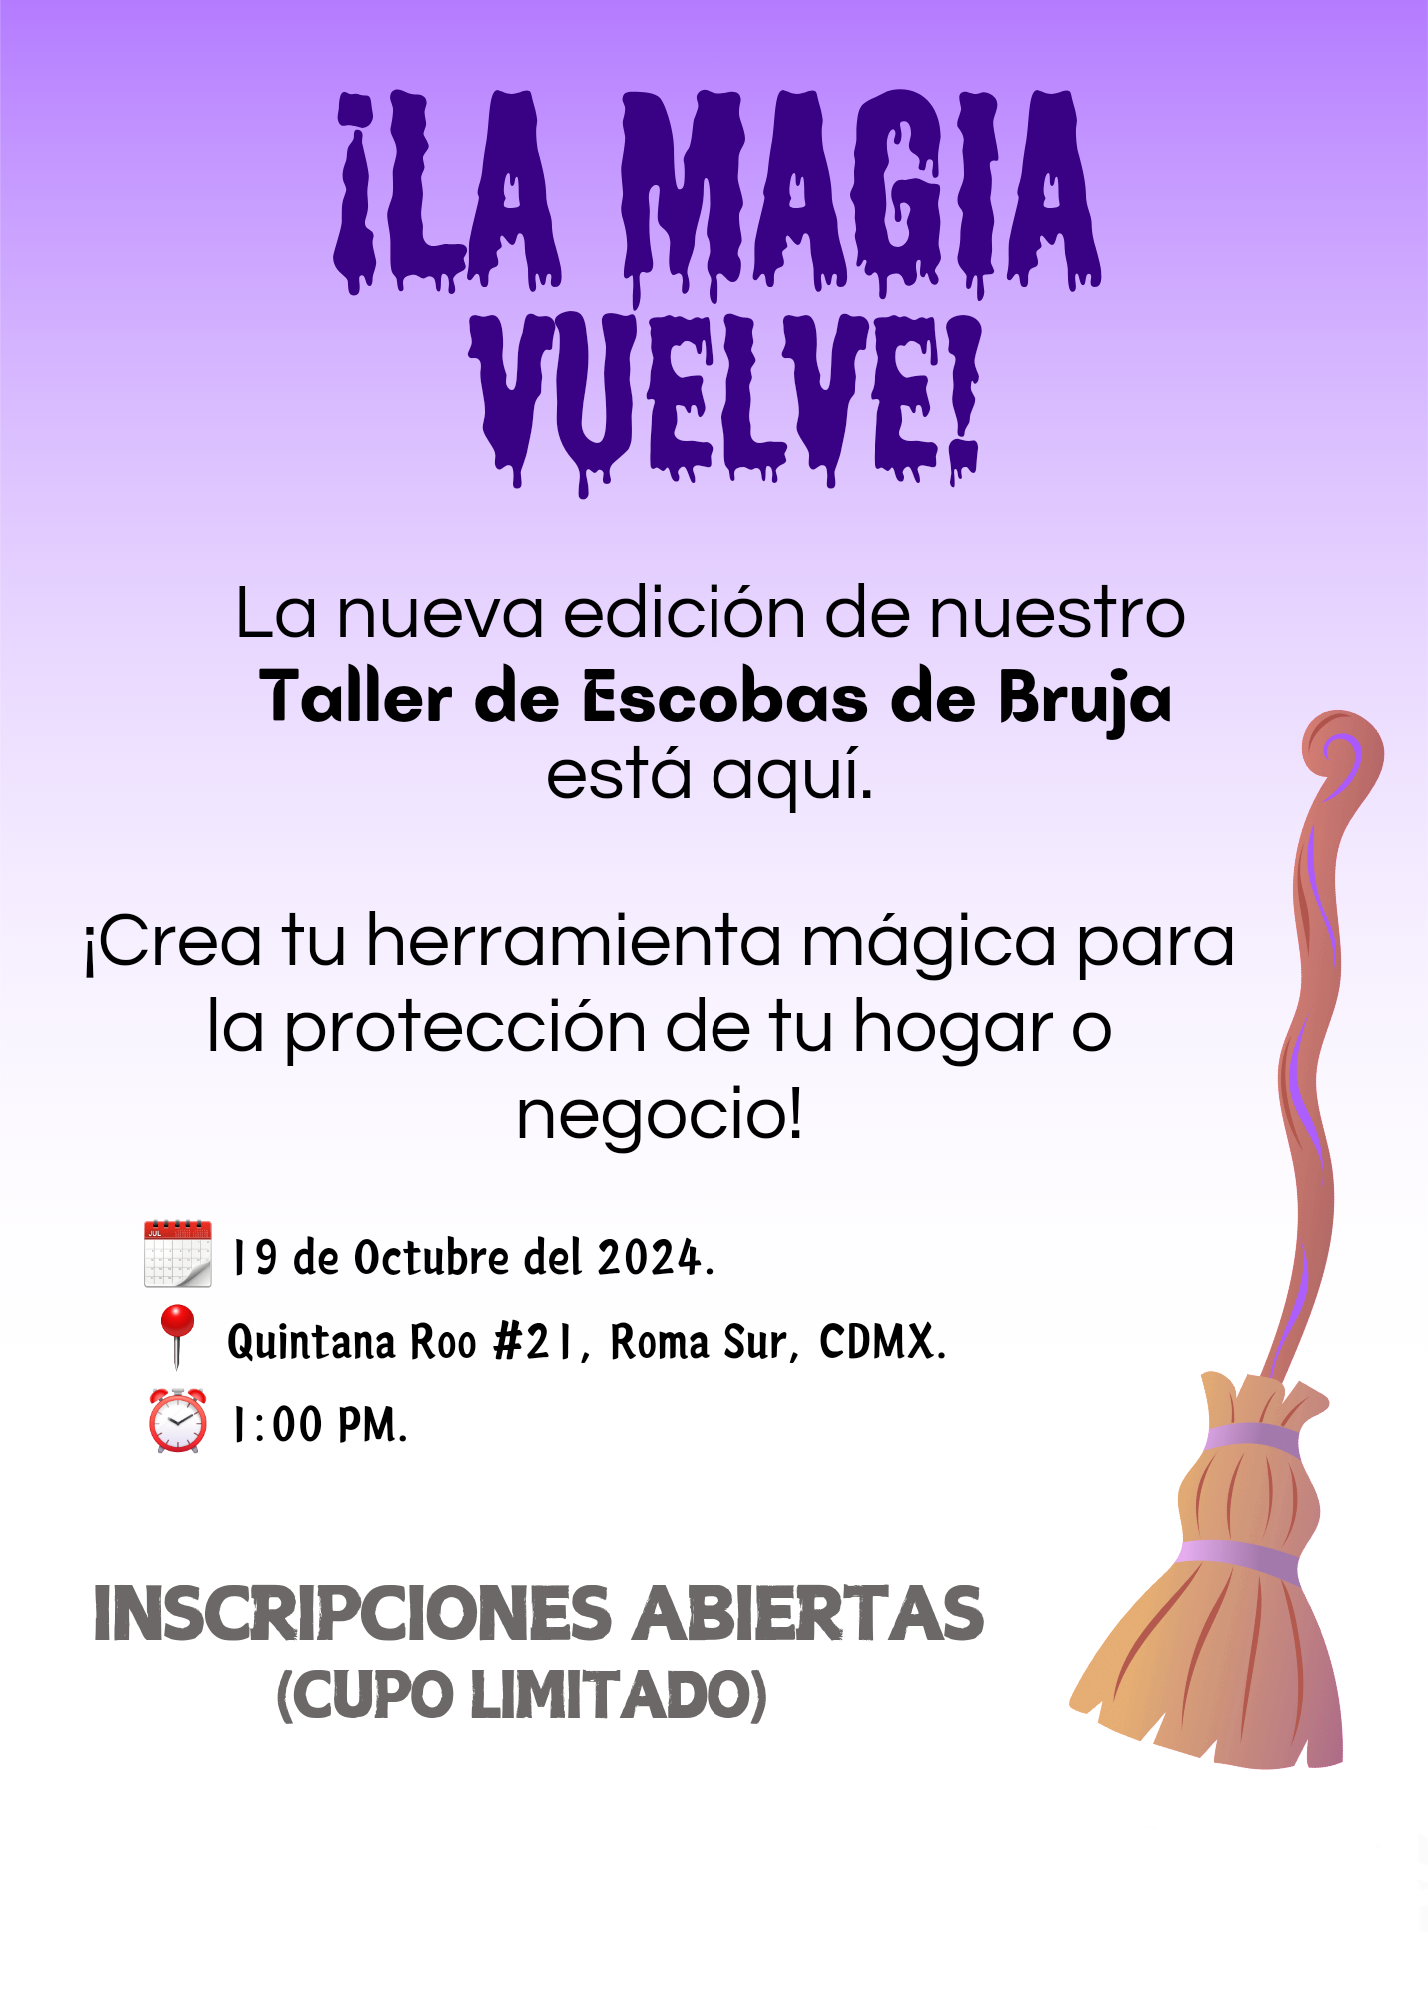 ¡LA MAGIA
VUELVE!
La nueva edición de nuestro
Taller de Escobas de Bruja
está aquí.
¡Crea tu herramienta mágica para
la protección de tu hogar o
negocio!
JUL
19 de Octubre del 2024.
Quintana Roo #21, Roma Sur, CDMX.
1:00 PM.
INSCRIPCIONES ABIERTAS
(CUPO LIMITADO)